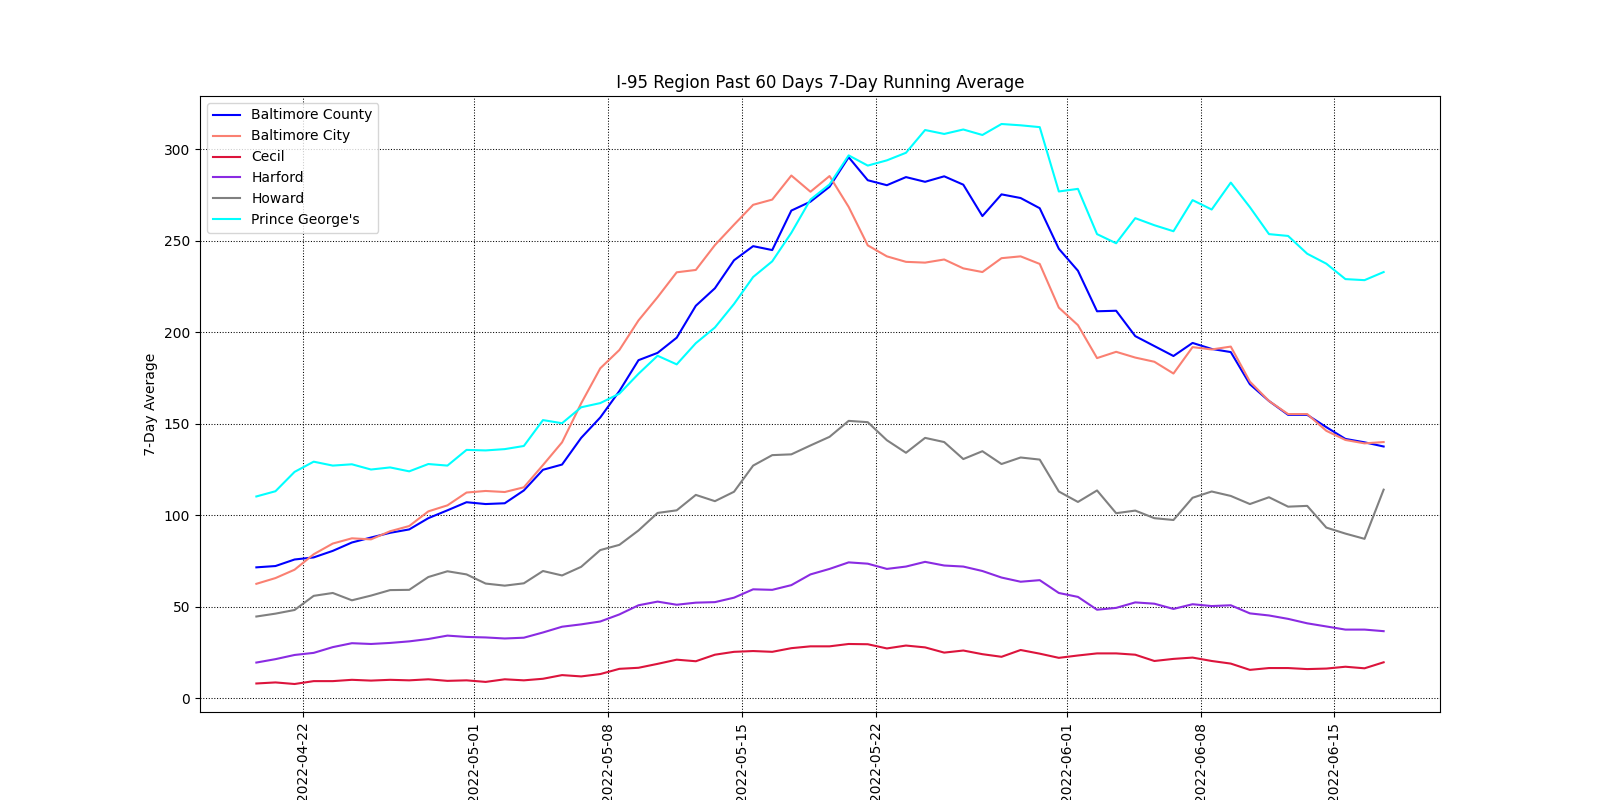 I-95 Region Past 60 Days 7-Day Running Average
Baltimore County
Baltimore City
Cecil
Harford
Howard
Prince George's
300
250
200
150
100
50
0
7-Day Average
2022-04-22
2022-05-01
2022-05-08
2022-05-15
2022-05-22
2022-06-01
2022-06-08
2022-06-15